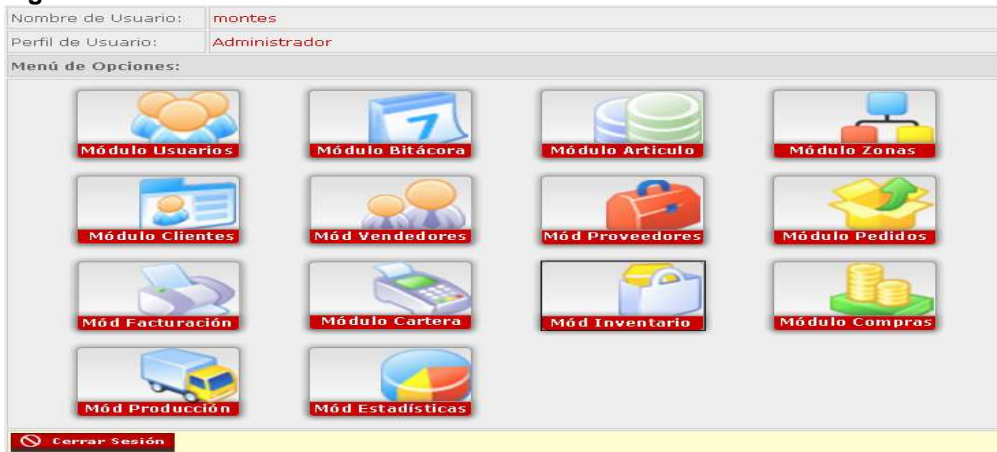 Nombre de Usuario: montes
Perfil de Usuario: Administrador
Menú de Opciones:
7
Módulo Usuarios Módulo Bitácora Módulo Articulo Módulo Zonas
Módulo Clientes Mód Vendedores Mód Proveedores Módulo Pedidos
Mód Facturación Módulo Cartera Mód Inventario Módulo Compras
Mód Producción Mód Estadísticas
Cerrar Sesión